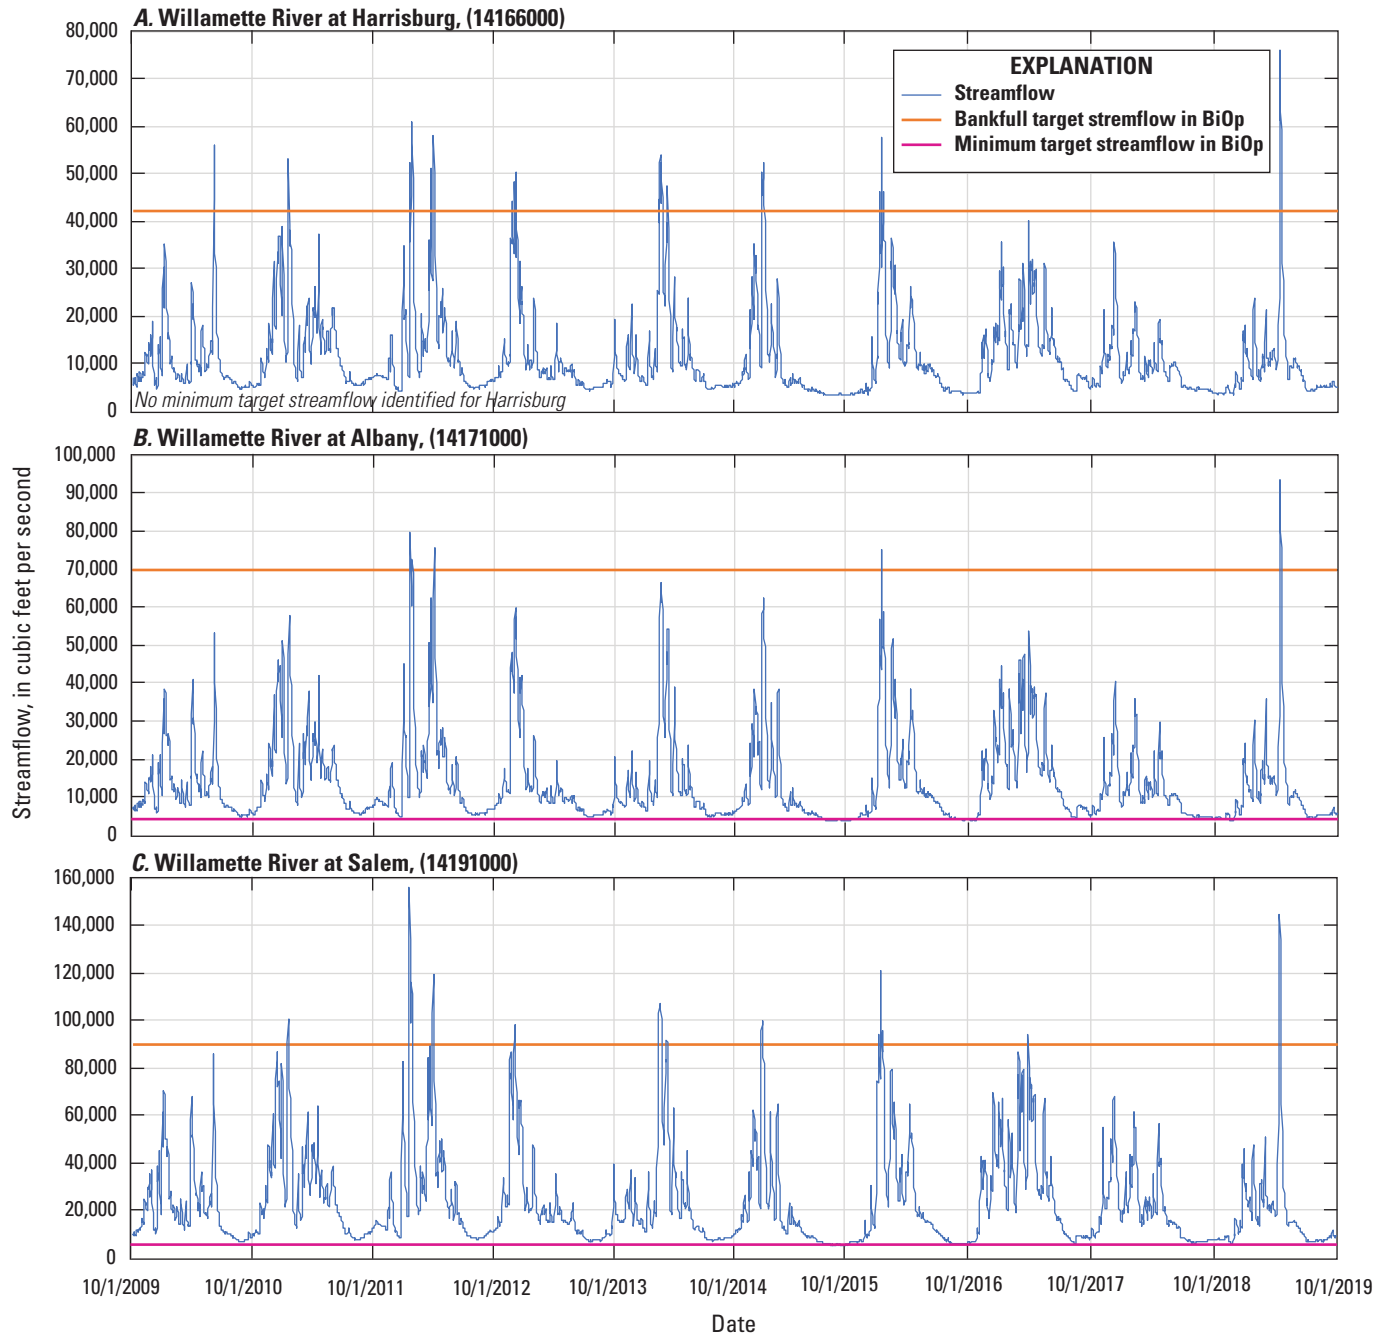 A. Willamette River at Harrisburg, (14166000)
80,000
70,000
60,000
50,000
40,000
30,000
20,000
10,000
0
EXPLANATION
Streamflow
Bankfull target stremflow in BiOp
Minimum target streamflow in BiOp
No minimum target streamflow identified for Harrisburg
B. Willamette River at Albany, (14171000)
100,000
90,000
80,000
70,000
60,000
50,000
40,000
30,000
20,000
10,000
0
Streamflow, in cubic feet per second
C. Willamette River at Salem, (14191000)
160,000
140,000
120,000
100,000
80,000
60,000
40,000
20,000
0
10/1/2009 10/1/2010 10/1/2011 10/1/2012 10/1/2013 10/1/2014 10/1/2015 10/1/2016 10/1/2017 10/1/2018 10/1/2019
Date